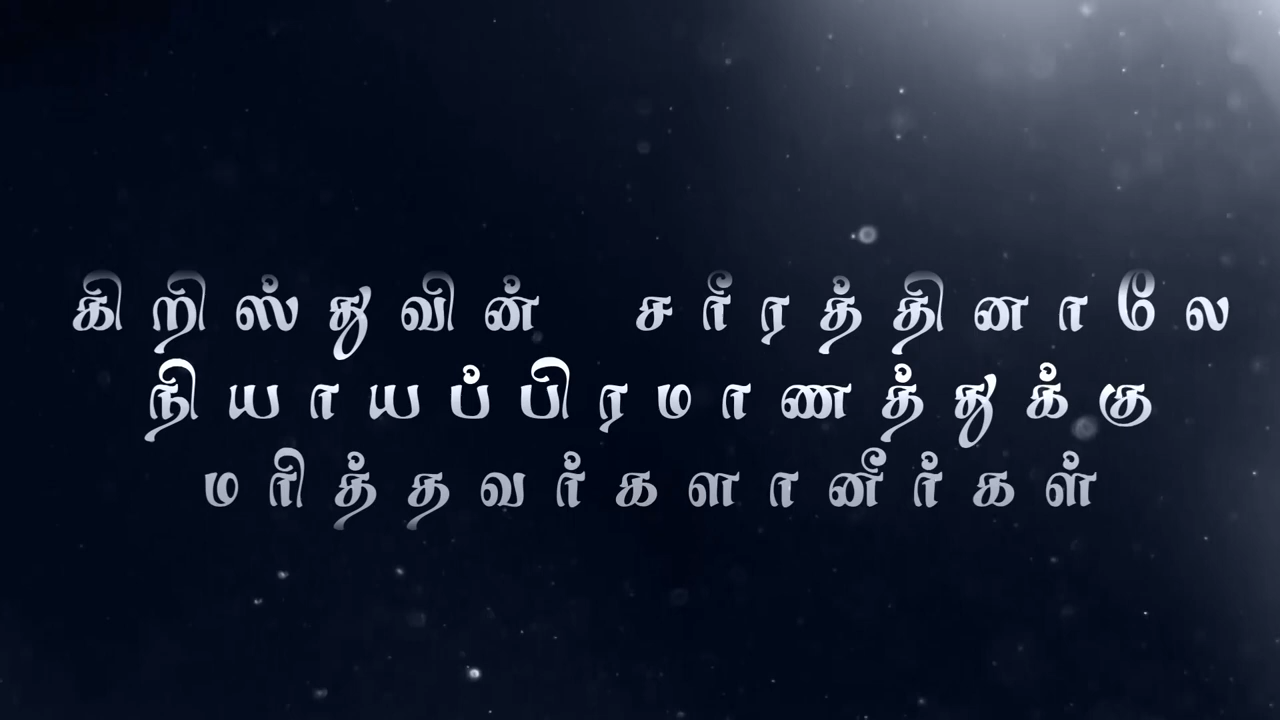 கிறிஸ்துவின் சரீரத்தினாலே
நியாயப்பிரமாணத்துக்கு
மரித்தவர்களானீர்கள்